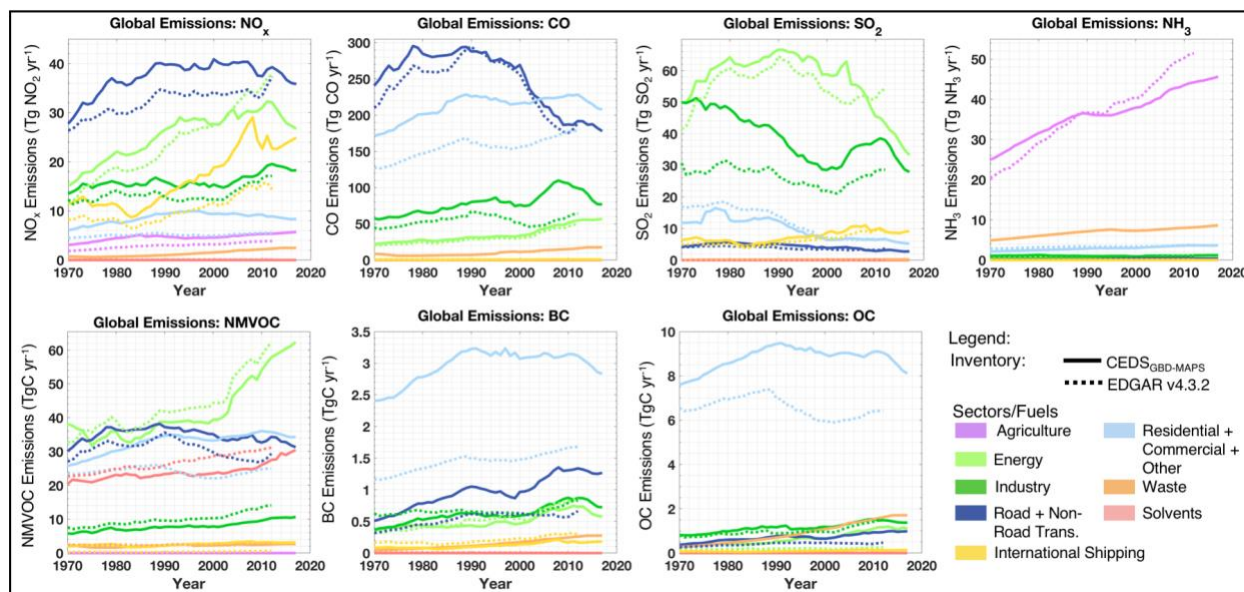 Global Emissions: NOx
NOx Emissions (Tg NO2 yr⁻¹)
40
30
20
10
0
1970 1980 1990 2000 2010 2020
Year
Global Emissions: CO
CO Emissions (Tg CO yr⁻¹)
300
250
200
150
100
50
0
1970 1980 1990 2000 2010 2020
Year
Global Emissions: SO2
SO2 Emissions (Tg SO2 yr⁻¹)
60
50
40
30
20
10
0
1970 1980 1990 2000 2010 2020
Year
Global Emissions: NH3
NH3 Emissions (Tg NH3 yr⁻¹)
50
40
30
20
10
0
1970 1980 1990 2000 2010 2020
Year
Global Emissions: NMVOC
NMVOC Emissions (TgC yr⁻¹)
60
50
40
30
20
10
0
1970 1980 1990 2000 2010 2020
Year
Global Emissions: BC
BC Emissions (TgC yr⁻¹)
3.5
3
2.5
2
1.5
1
0.5
0
1970 1980 1990 2000 2010 2020
Year
Global Emissions: OC
OC Emissions (TgC yr⁻¹)
10
8
6
4
2
0
1970 1980 1990 2000 2010 2020
Year
Legend:
Inventory:
CEDSGBD-MAPS
EDGAR v4.3.2
Sectors/Fuels
Agriculture
Energy
Industry
Road + Non-
Road Trans.
International Shipping
Residential +
Commercial +
Other
Waste
Solvents